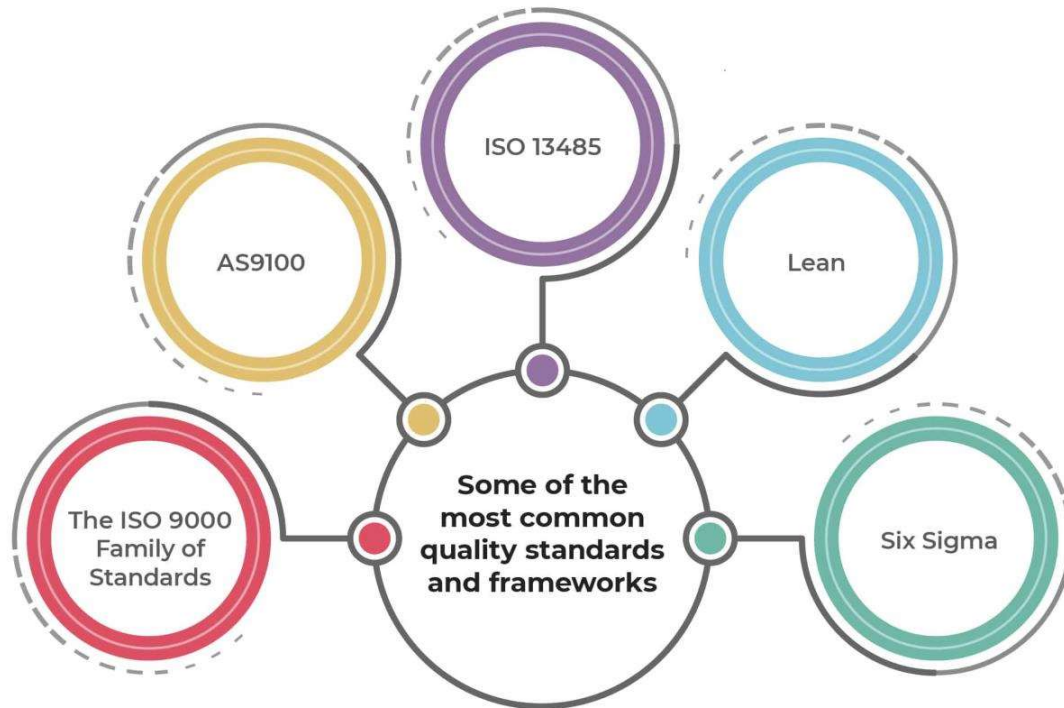 ISO 13485
AS9100
Lean
The ISO 9000
Family of
Standards
Some of the
most common
quality standards
and frameworks
Six Sigma